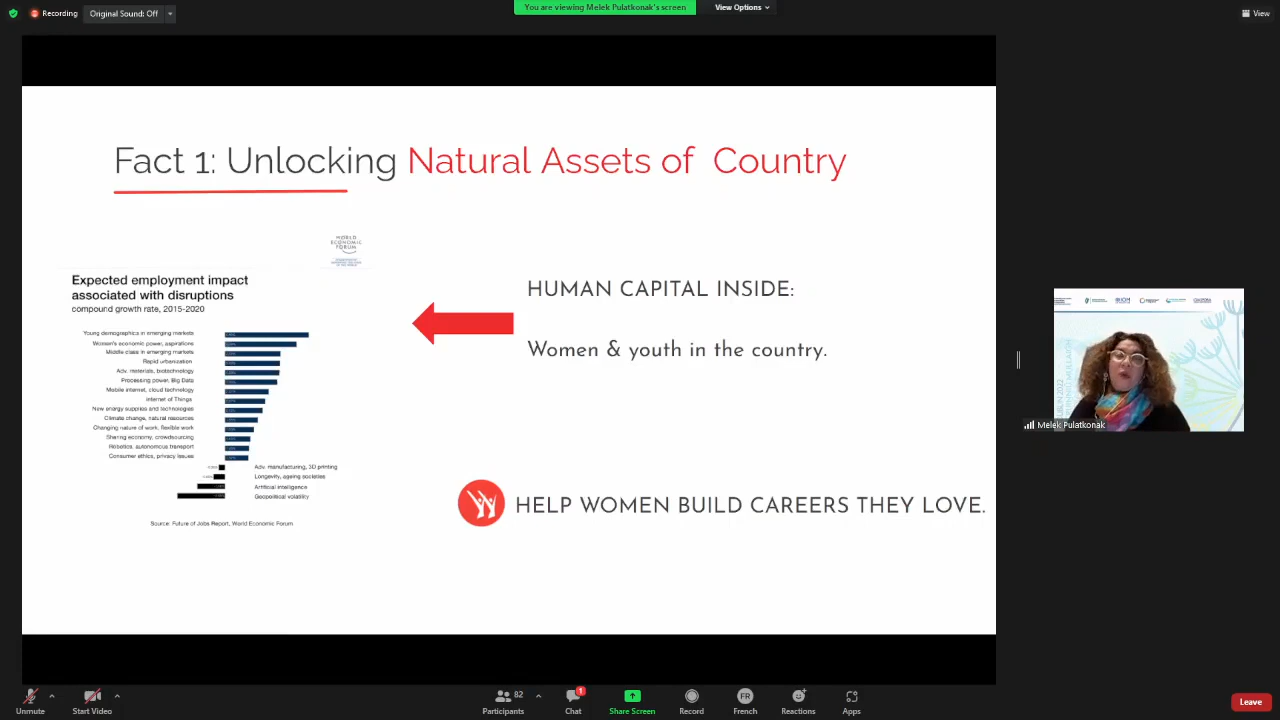 Recording
Original Sound: Off
You are viewing Melek Pulatkonak's screen
View Options
View
Fact 1: Unlocking Natural Assets of Country
WORLD
ECONOMIC
FORUM
Expected employment impact
associated with disruptions
compound growth rate, 2015-2020
Young demographics in emerging markets
Women's economic power, aspirations
Middle class in emerging markets
Rapid urbanization
Adv. materials, biotechnology
Processing power, Big Data
Mobile internet, cloud technology
Internet of Things
New energy supplies and technologies
Climate change, natural resources
Changing nature of work, flexible work
Sharing economy, crowdsourcing
Robotics, autonomous transport
Consumer ethics, privacy issues
Adv. manufacturing, 3D printing
Longevity, ageing societies
Artificial intelligence
Geopolitical volatility
Source: Future of Jobs Report, World Economic Forum
HUMAN CAPITAL INSIDE:
Women & youth in the country.
HELP WOMEN BUILD CAREERS THEY LOVE.
Melek Pulatkonak
Unmute
Start Video
82
Participants
1
Chat
Share Screen
Record
FR
French
Reactions
Apps
Leave